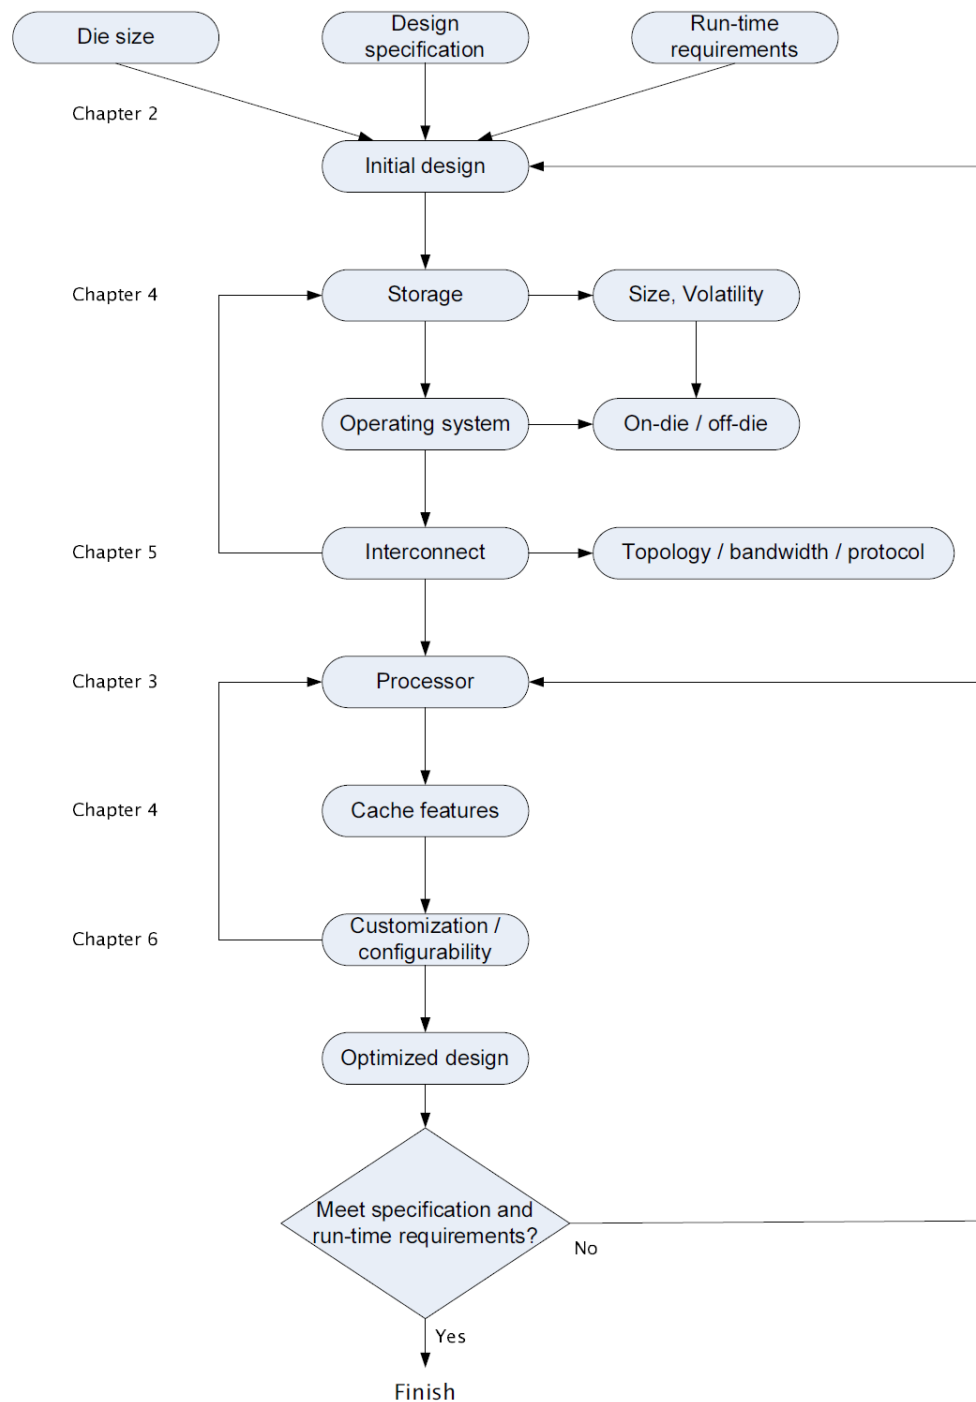 Die size
Design
specification
Run-time
requirements
Chapter 2
Initial design
Chapter 4
Storage
Size, Volatility
Operating system
On-die / off-die
Chapter 5
Interconnect
Topology / bandwidth / protocol
Chapter 3
Processor
Chapter 4
Cache features
Chapter 6
Customization /
configurability
Optimized design
Meet specification and
run-time requirements?
No
Yes
Finish